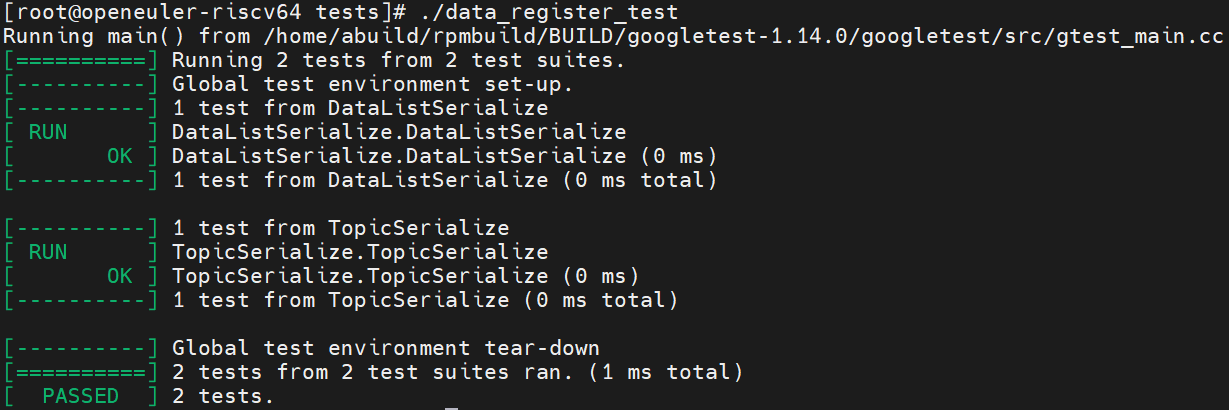 [root@openeuler-riscv64 tests]# ./data_register_test
Running main() from /home/abuild/rpmbuild/BUILD/googletest-1.14.0/googletest/src/gtest_main.cc
[==========] Running 2 tests from 2 test suites.
[----------] Global test environment set-up.
[----------] 1 test from DataListSerialize
[ RUN      ] DataListSerialize.DataListSerialize
[       OK ] DataListSerialize.DataListSerialize (0 ms)
[----------] 1 test from DataListSerialize (0 ms total)

[----------] 1 test from TopicSerialize
[ RUN      ] TopicSerialize.TopicSerialize
[       OK ] TopicSerialize.TopicSerialize (0 ms)
[----------] 1 test from TopicSerialize (0 ms total)

[----------] Global test environment tear-down
[==========] 2 tests from 2 test suites ran. (1 ms total)
[  PASSED  ] 2 tests.